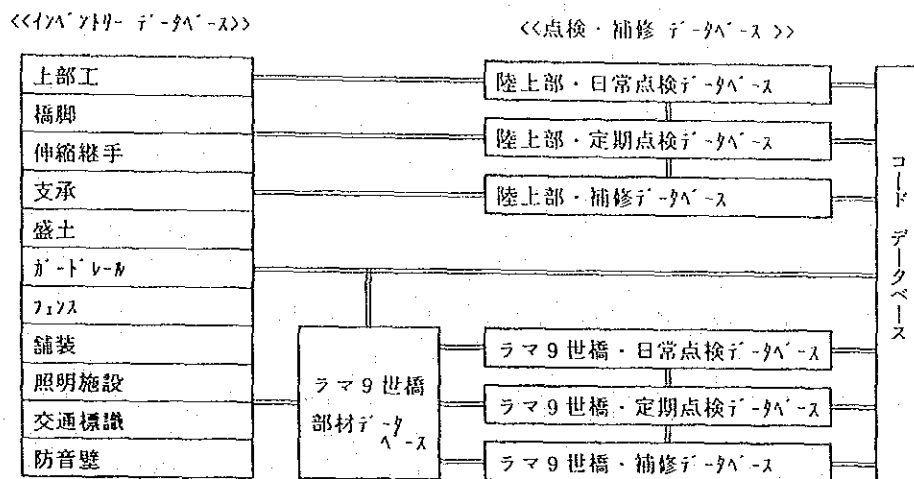 <<ｲﾝﾍﾞﾝﾄﾘｰ ﾃﾞｰﾀﾍﾞｰｽ>>
<<点検・補修 ﾃﾞｰﾀﾍﾞｰｽ >>
上部工
橋脚
伸縮継手
支承
盛土
ｶﾞｰﾄﾞﾚｰﾙ
ﾌｪﾝｽ
舗装
照明施設
交通標識
防音壁
ラマ９世橋
部材ﾃﾞｰﾀ
ﾍﾞｰｽ
陸上部・日常点検ﾃﾞｰﾀﾍﾞｰｽ
陸上部・定期点検ﾃﾞｰﾀﾍﾞｰｽ
陸上部・補修ﾃﾞｰﾀﾍﾞｰｽ
ラマ９世橋・日常点検ﾃﾞｰﾀﾍﾞｰｽ
ラマ９世橋・定期点検ﾃﾞｰﾀﾍﾞｰｽ
ラマ９世橋・補修ﾃﾞｰﾀﾍﾞｰｽ
コード データベース